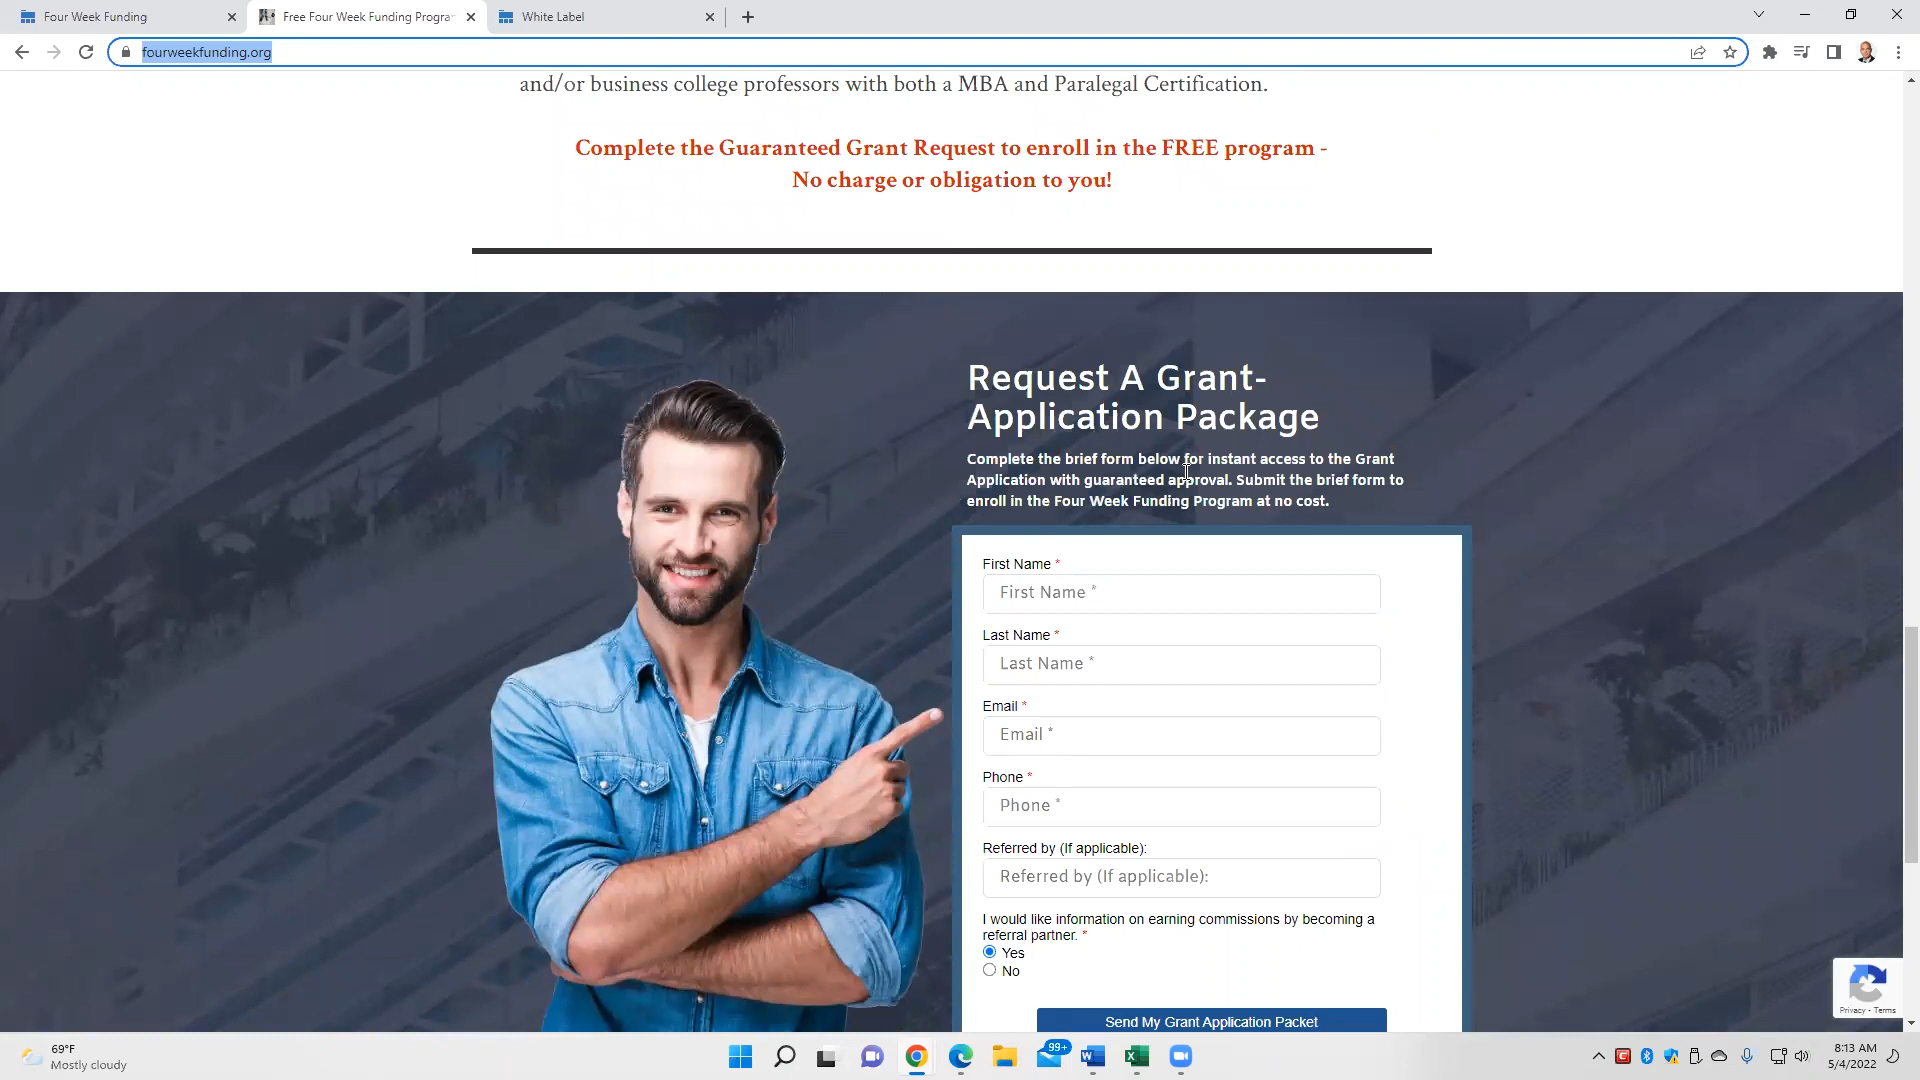 Four Week Funding
Free Four Week Funding Progra
White Label
fourweekfunding.org
and/or business college professors with both a MBA and Paralegal Certification.
Complete the Guaranteed Grant Request to enroll in the FREE program -
No charge or obligation to you!
Request A Grant-
Application Package
Complete the brief form below for instant access to the Grant
Application with guaranteed approval. Submit the brief form to
enroll in the Four Week Funding Program at no cost.
First Name *
First Name *
Last Name *
Last Name *
Email *
Email *
Phone *
Phone *
Referred by (If applicable):
Referred by (If applicable):
I would like information on earning commissions by becoming a
referral partner. *
Yes
No
Send My Grant Application Packet
Privacy - Terms
69°F
Mostly cloudy
99+
8:13 AM
5/4/2022